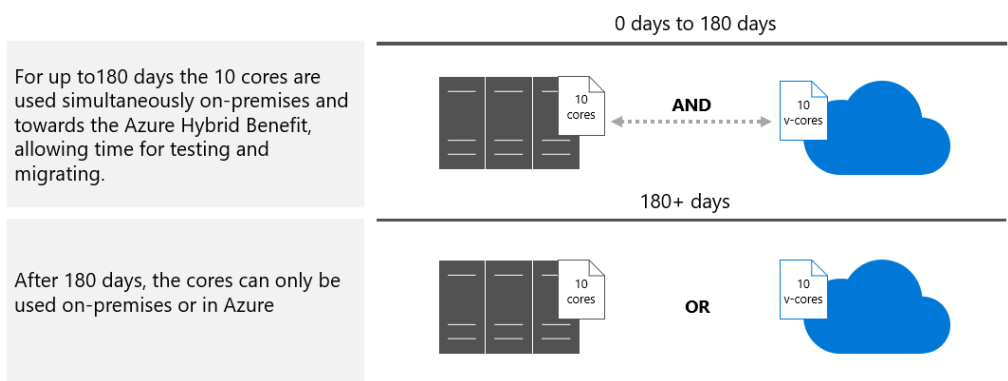 0 days to 180 days
For up to180 days the 10 cores are
used simultaneously on-premises and
towards the Azure Hybrid Benefit,
allowing time for testing and
migrating.
10
cores
AND
10
v-cores
180+ days
After 180 days, the cores can only be
used on-premises or in Azure
10
cores
OR
10
v-cores